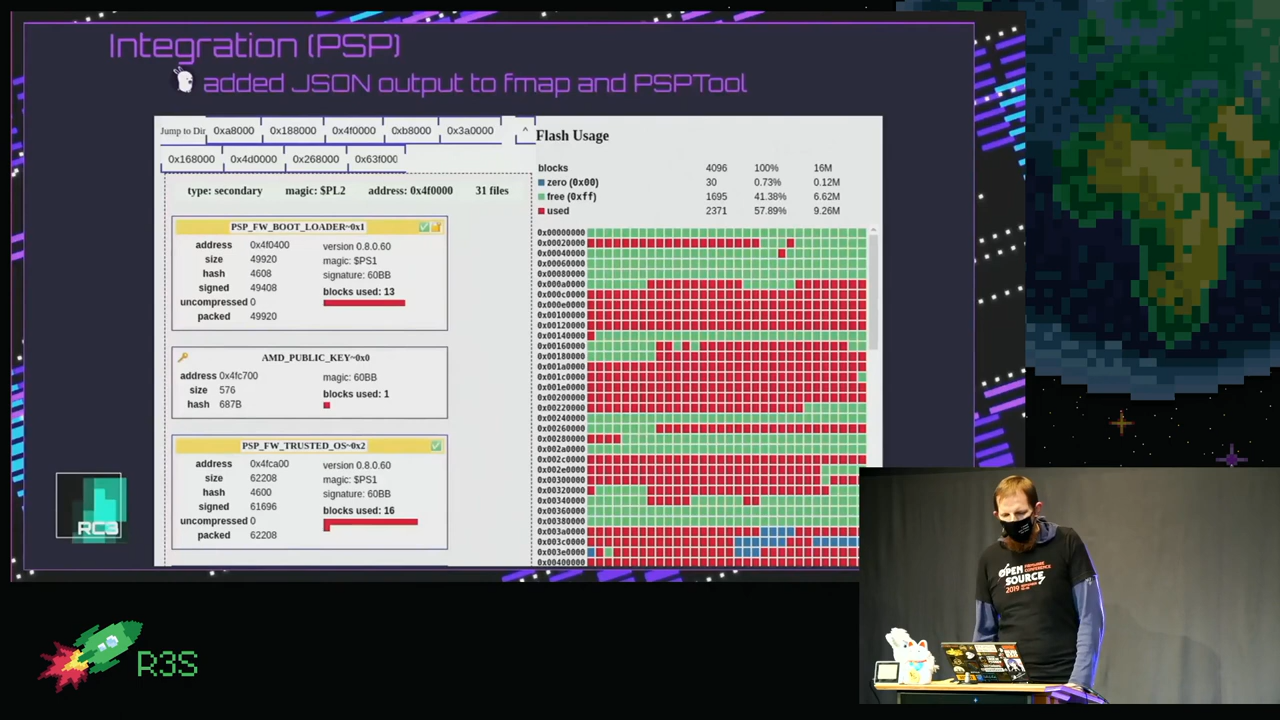 Integration (PSP)
added JSON output to fmap and PSPTool
Jump to Dir 0xa8000 0x188000 0x4f0000 0xb8000 0x3a0000 ^
0x168000 0x4d0000 0x268000 0x63f000
type: secondary magic: $PL2 address: 0x4f0000 31 files
PSP_FW_BOOT_LOADER~0x1
address 0x4f0400 version 0.8.0.60
size 49920 magic: $PS1
hash 4608 signature: 60BB
signed 49408 blocks used: 13
uncompressed 0
packed 49920
AMD_PUBLIC_KEY~0x0
address 0x4fc700 magic: 60BB
size 576 blocks used: 1
hash 687B
PSP_FW_TRUSTED_OS~0x2
address 0x4fca00 version 0.8.0.60
size 62208 magic: $PS1
hash 4600 signature: 60BB
signed 61696 blocks used: 16
uncompressed 0
packed 62208
Flash Usage
blocks 4096 100% 16M
zero (0x00) 30 0.73% 0.12M
free (0xff) 1695 41.38% 6.62M
used 2371 57.89% 9.26M
0x00000000
0x00020000
0x00040000
0x00060000
0x00080000
0x000a0000
0x000c0000
0x000e0000
0x00100000
0x00120000
0x00140000
0x00160000
0x00180000
0x001a0000
0x001c0000
0x001e0000
0x00200000
0x00220000
0x00240000
0x00260000
0x00280000
0x002a0000
0x002c0000
0x002e0000
0x00300000
0x00320000
0x00340000
0x00360000
0x00380000
0x003a0000
0x003c0000
0x003e0000
0x00400000
RC3
R3S
OPEN
SOURCE
FIRMWARE
CONFERENCE
2019